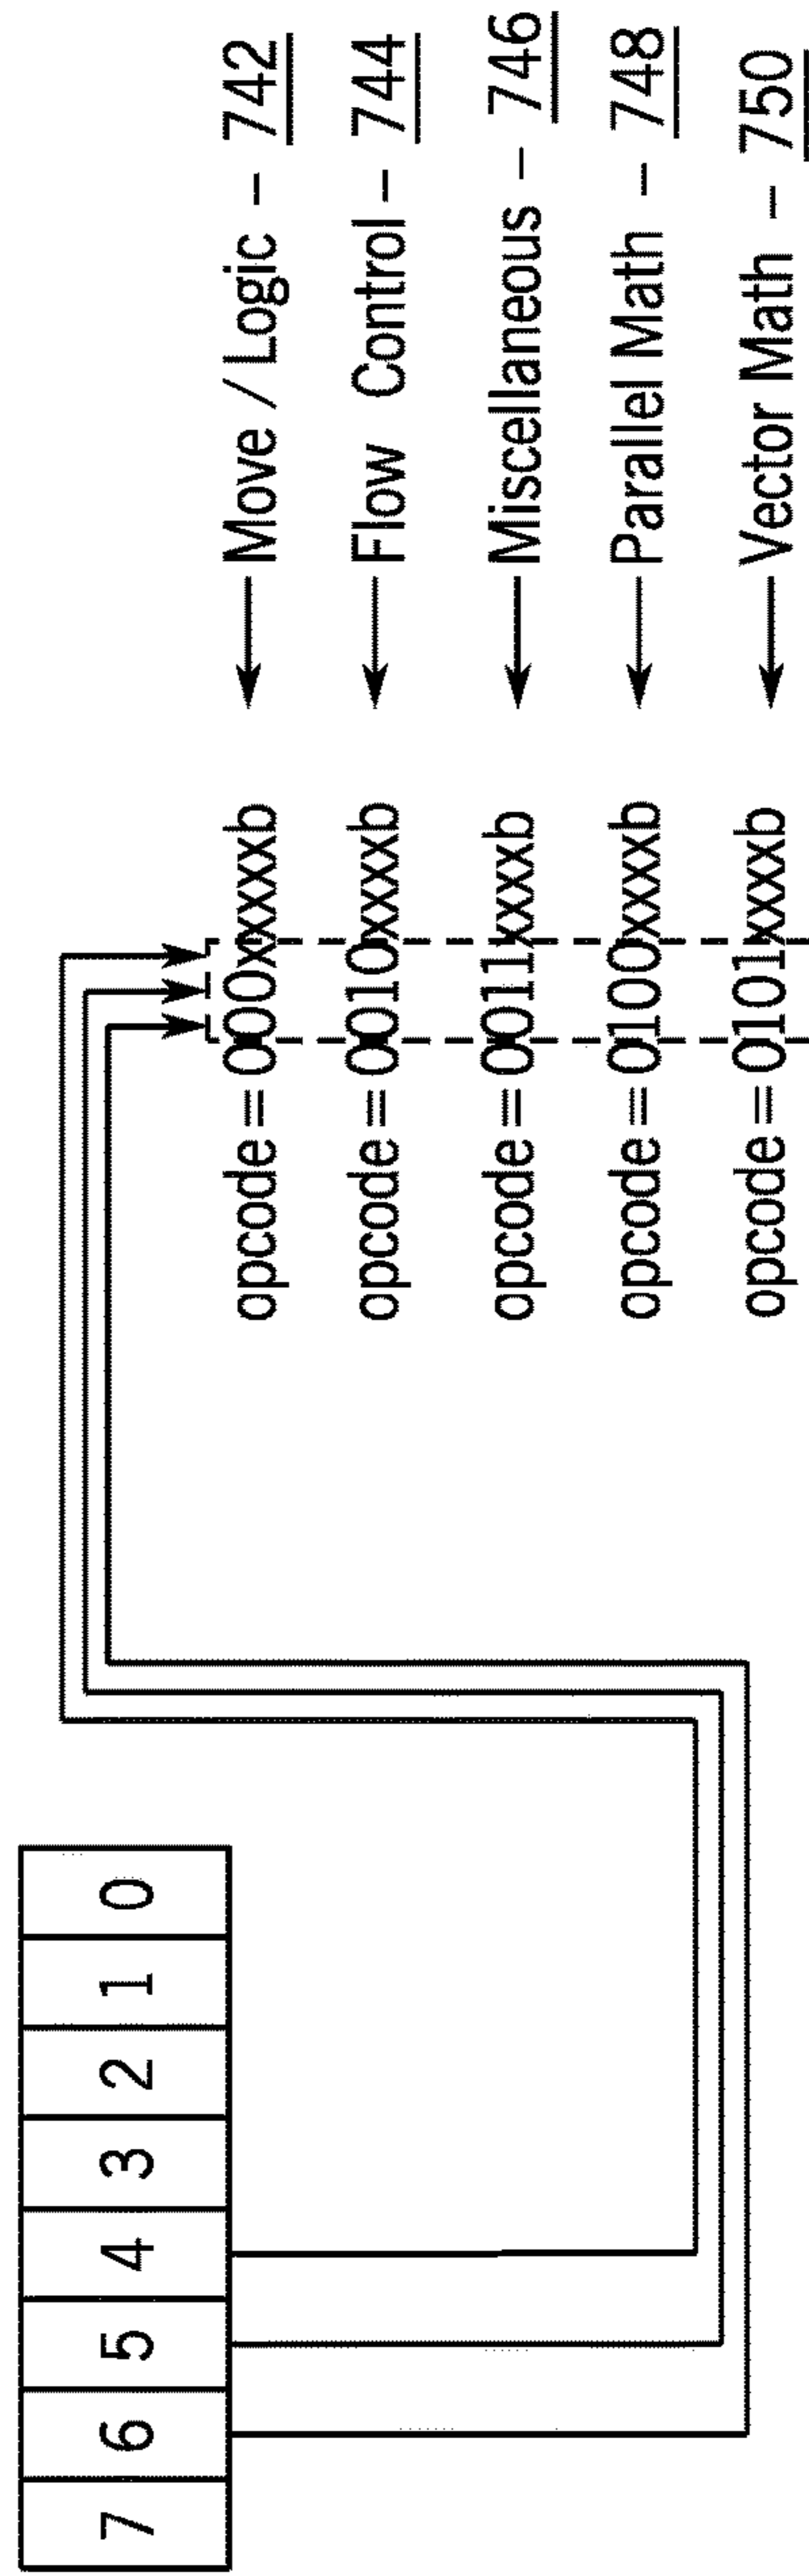 7 6 5 4 3 2 1 0
opcode=000xxxxxb ← Move / Logic – 742
opcode=0010xxxxb ← Flow Control – 744
opcode=0011xxxxb ← Miscellaneous – 746
opcode=0100xxxxb ← Parallel Math – 748
opcode=0101xxxxb ← Vector Math – 750